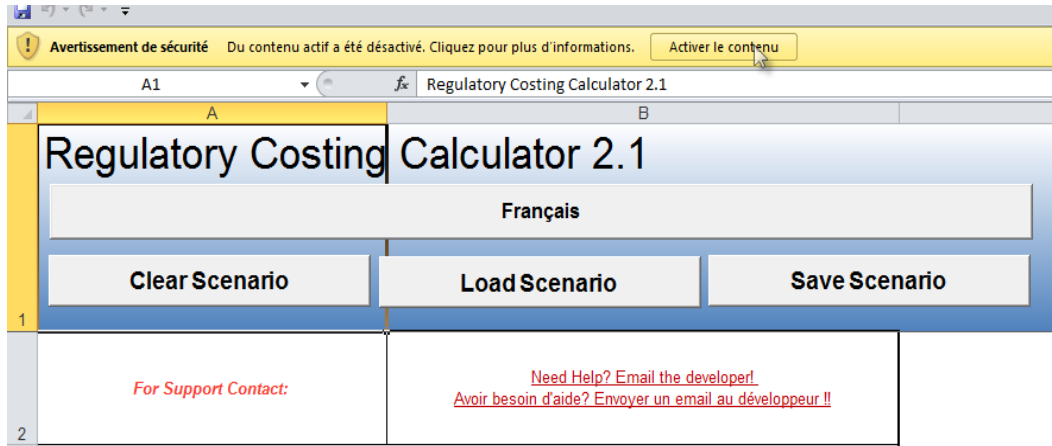 Avertissement de sécurité Du contenu actif a été désactivé. Cliquez pour plus d'informations. Activer le contenu
A1 fx Regulatory Costing Calculator 2.1
A B
Regulatory Costing Calculator 2.1
Français
Clear Scenario Load Scenario Save Scenario
1
For Support Contact: Need Help? Email the developer!
Avoir besoin d'aide? Envoyer un email au développeur !!
2